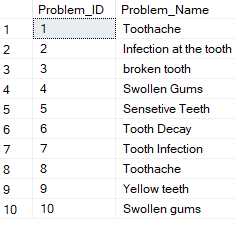 Problem_ID Problem_Name
1 1 Toothache
2 2 Infection at the tooth
3 3 broken tooth
4 4 Swollen Gums
5 5 Sensetive Teeth
6 6 Tooth Decay
7 7 Tooth Infection
8 8 Toothache
9 9 Yellow teeth
10 10 Swollen gums